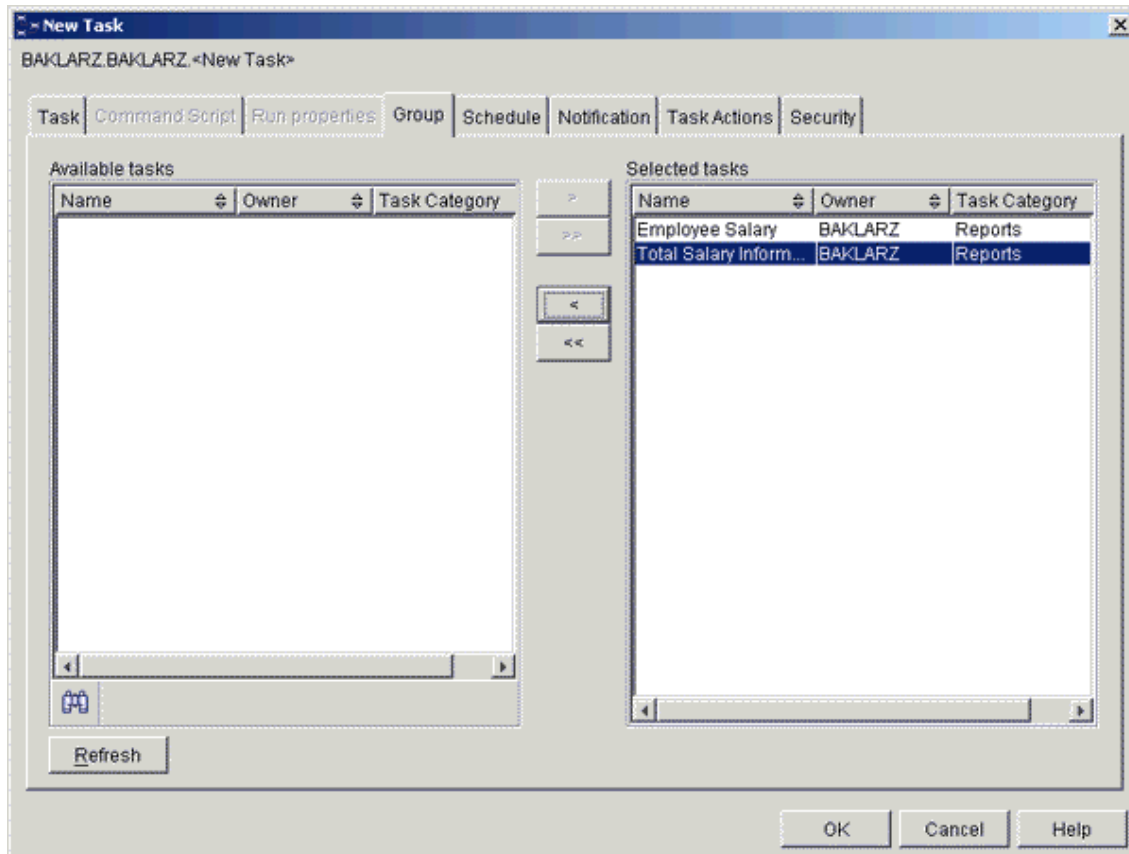 New Task
BAKLARZ.BAKLARZ.<New Task>
Task Command Script Run properties Group Schedule Notification Task Actions Security
Available tasks
Name Owner Task Category
>
>>
<
<<
Selected tasks
Name Owner Task Category
Employee Salary BAKLARZ Reports
Total Salary Inform... BAKLARZ Reports
Refresh
OK Cancel Help